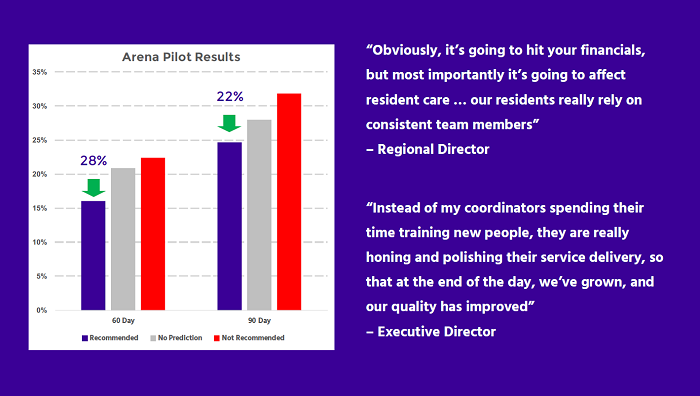 Arena Pilot Results
35%
30%
25%
20%
15%
10%
5%
0%
28%
22%
60 Day
90 Day
Recommended
No Prediction
Not Recommended
“Obviously, it’s going to hit your financials,
but most importantly it’s going to affect
resident care … our residents really rely on
consistent team members”
– Regional Director
“Instead of my coordinators spending their
time training new people, they are really
honing and polishing their service delivery, so
that at the end of the day, we’ve grown, and
our quality has improved”
– Executive Director